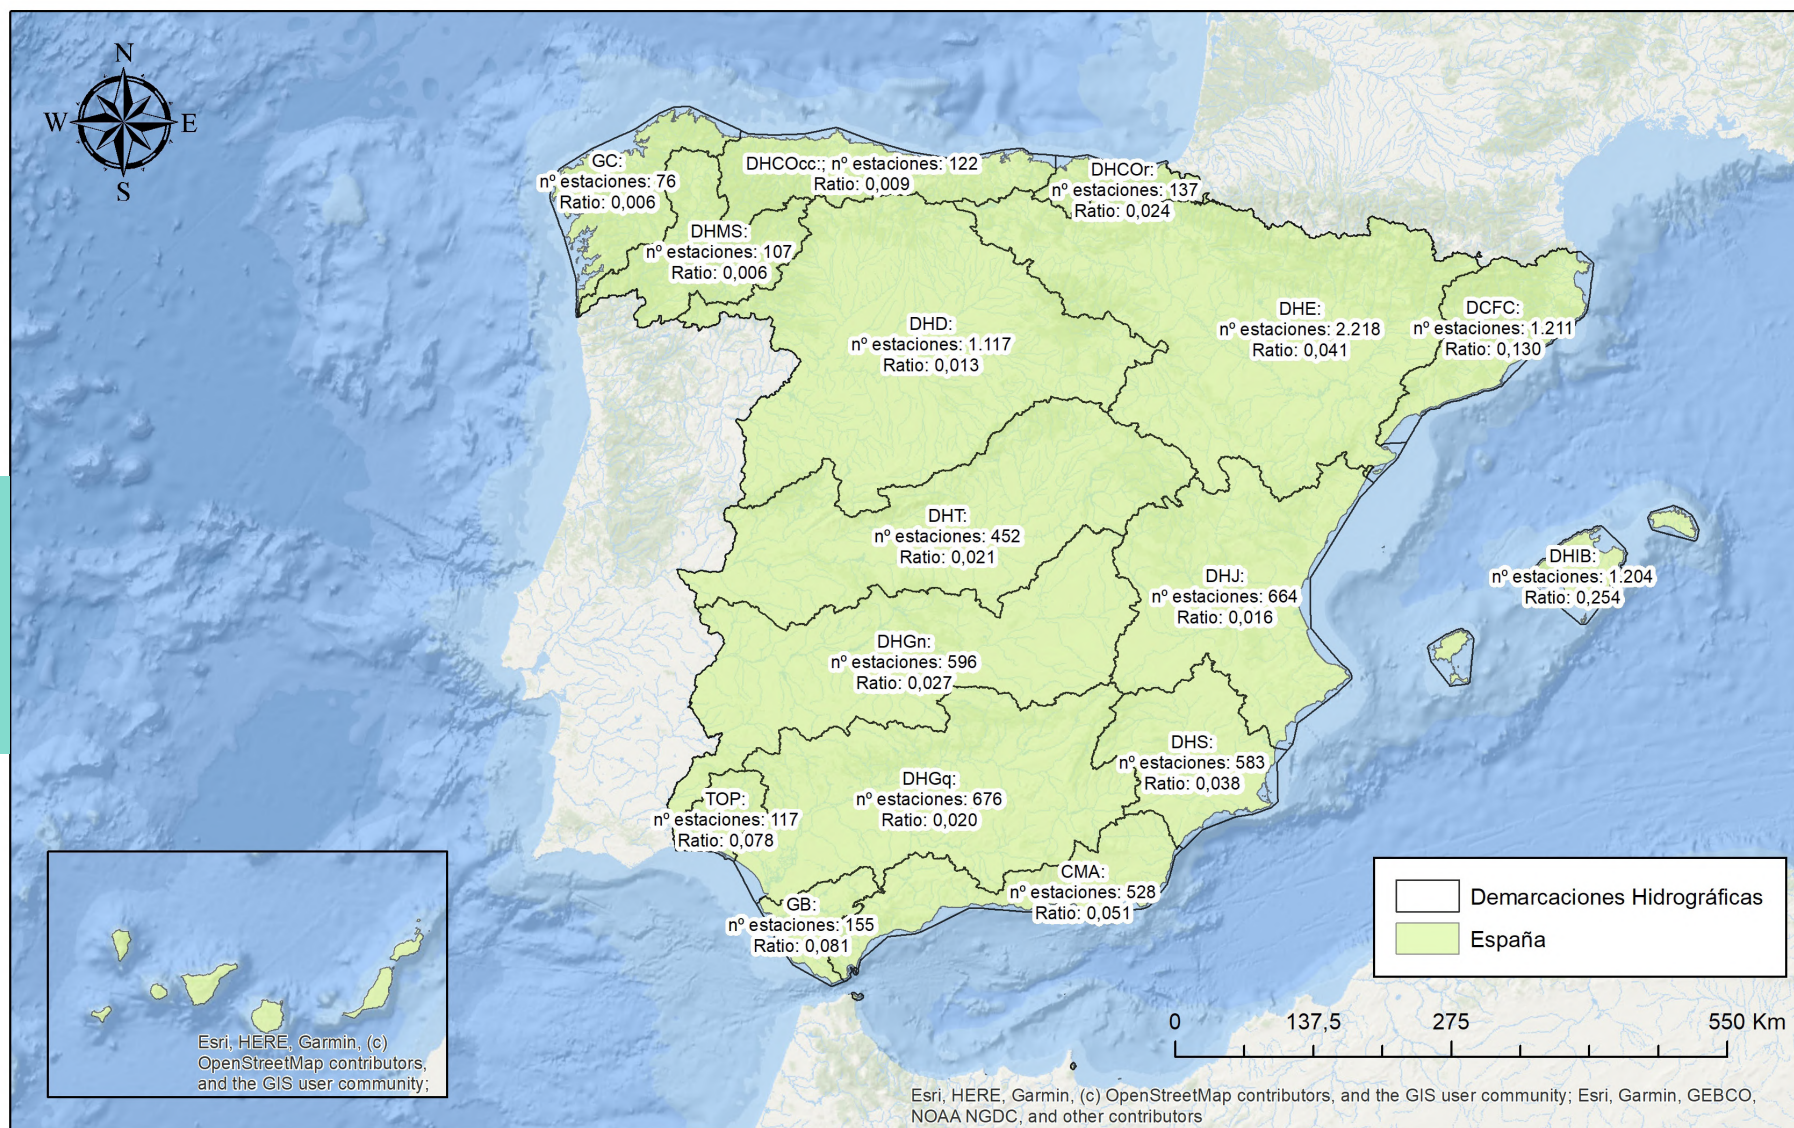 N
W
E
S
GC:
nº estaciones: 76
Ratio: 0,006
DHCOcc:; nº estaciones: 122
Ratio: 0,009
DHCOr:
nº estaciones: 137
Ratio: 0,024
DHMS:
nº estaciones: 107
Ratio: 0,006
DHD:
nº estaciones: 1.117
Ratio: 0,013
DHE:
nº estaciones: 2.218
Ratio: 0,041
DCFC:
nº estaciones: 1.211
Ratio: 0,130
DHT:
nº estaciones: 452
Ratio: 0,021
DHJ:
nº estaciones: 664
Ratio: 0,016
DHIB:
nº estaciones: 1.204
Ratio: 0,254
DHGn:
nº estaciones: 596
Ratio: 0,027
DHS:
nº estaciones: 583
Ratio: 0,038
DHGq:
nº estaciones: 676
Ratio: 0,020
TOP:
nº estaciones: 117
Ratio: 0,078
CMA:
nº estaciones: 528
Ratio: 0,051
GB:
nº estaciones: 155
Ratio: 0,081
Demarcaciones Hidrográficas
España
0 137,5 275 550 Km
Esri, HERE, Garmin, (c)
OpenStreetMap contributors,
and the GIS user community;
Esri, HERE, Garmin, (c) OpenStreetMap contributors, and the GIS user community; Esri, Garmin, GEBCO,
NOAA NGDC, and other contributors